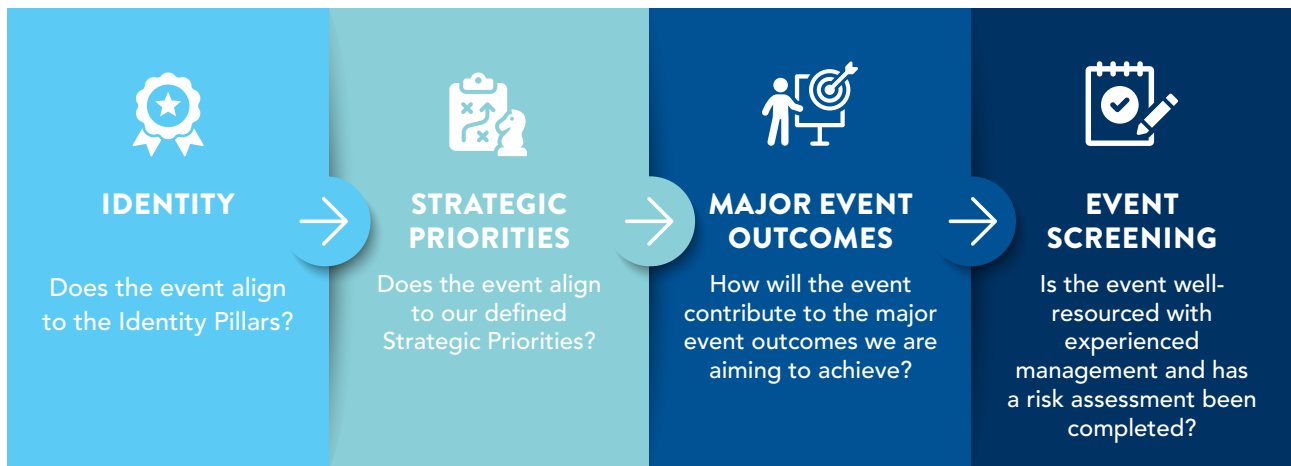 IDENTITY
Does the event align
to the Identity Pillars?
STRATEGIC
PRIORITIES
Does the event align
to our defined
Strategic Priorities?
MAJOR EVENT
OUTCOMES
How will the event
contribute to the major
event outcomes we are
aiming to achieve?
EVENT
SCREENING
Is the event well-
resourced with
experienced
management and has
a risk assessment been
completed?